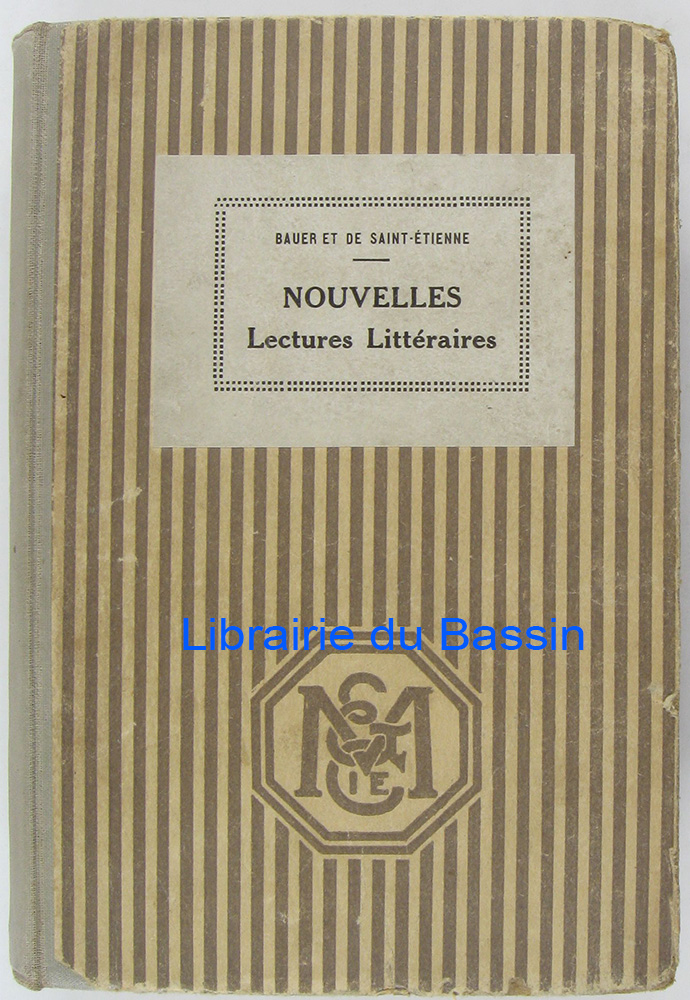 BAUER ET DE SAINT-ÉTIENNE
NOUVELLES
Lectures Littéraires
Librairie du Bassin